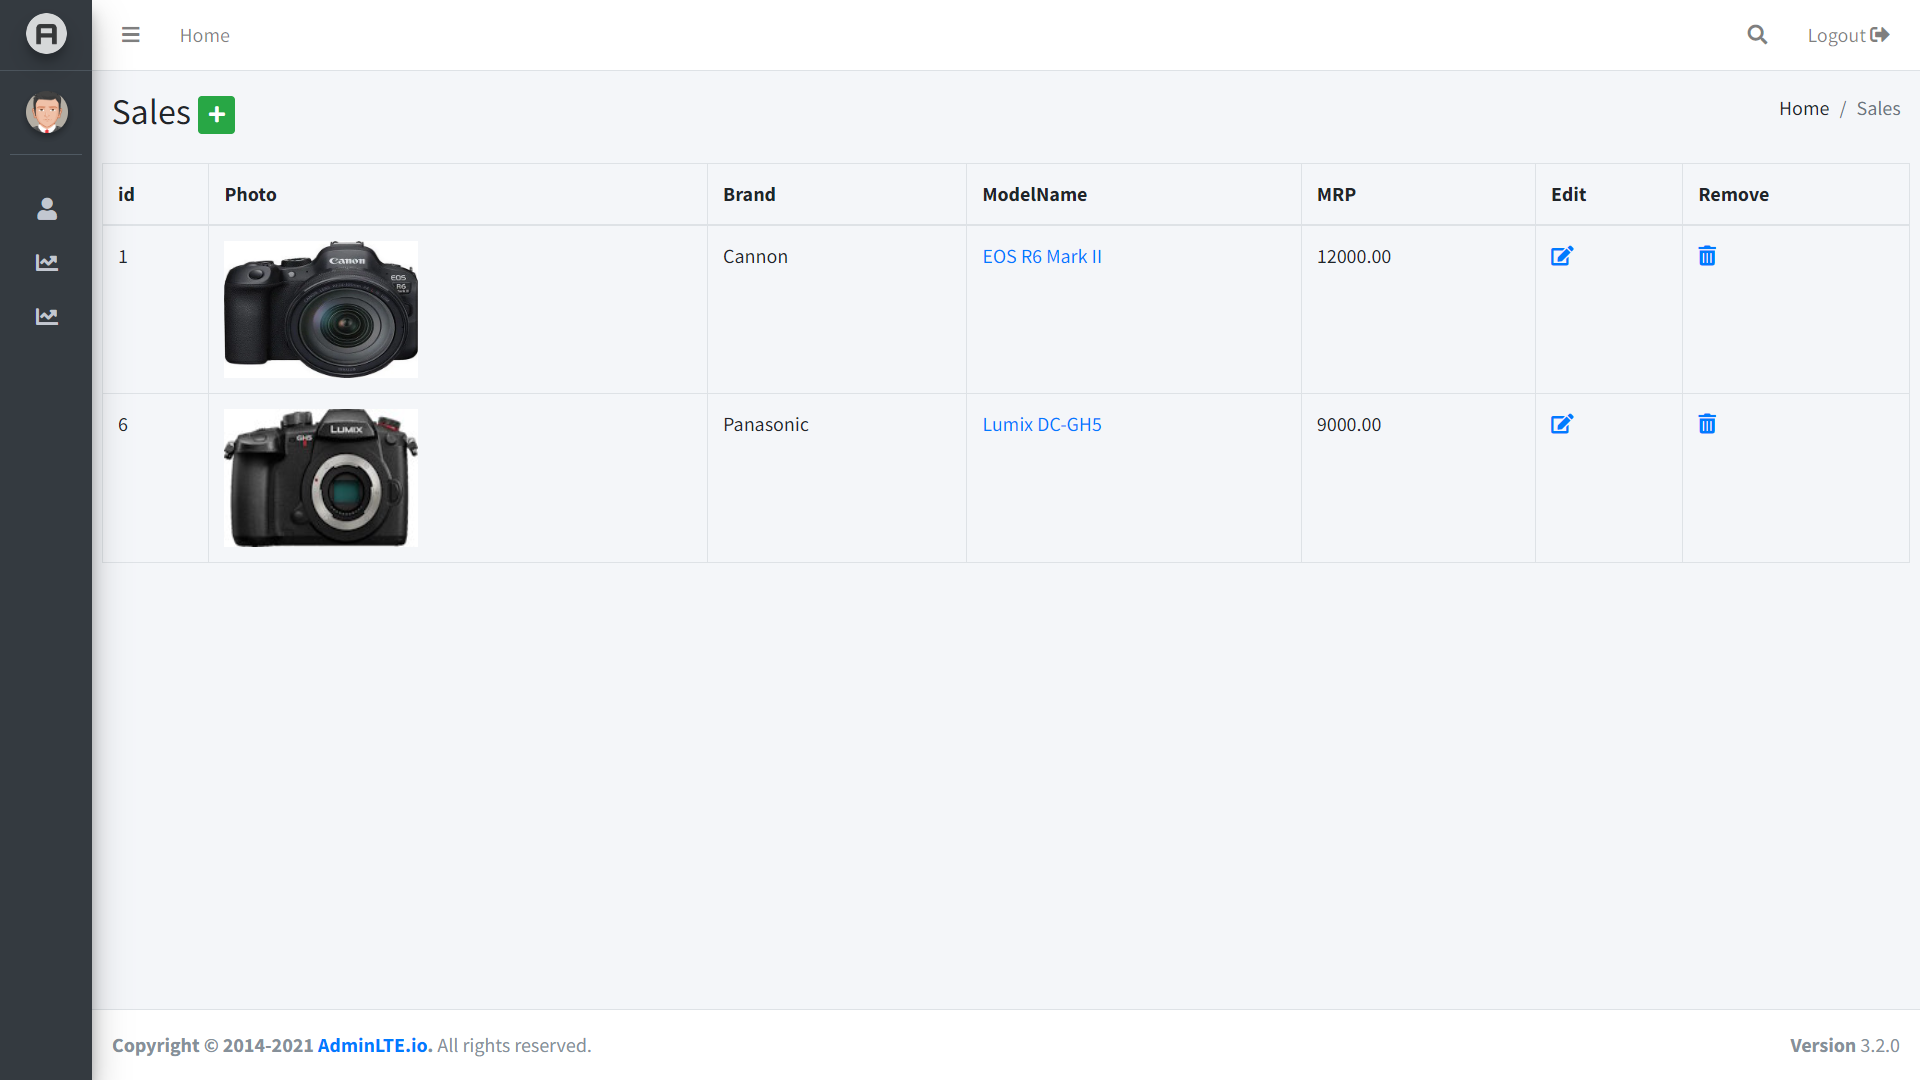 Home
Logout
Sales
Home / Sales
id Photo Brand ModelName MRP Edit Remove
1 Cannon EOS R6 Mark II 12000.00
Canon
EOS
R6
6 Panasonic Lumix DC-GH5 9000.00
LUMIX
GH5
Copyright © 2014-2021 AdminLTE.io. All rights reserved.
Version 3.2.0